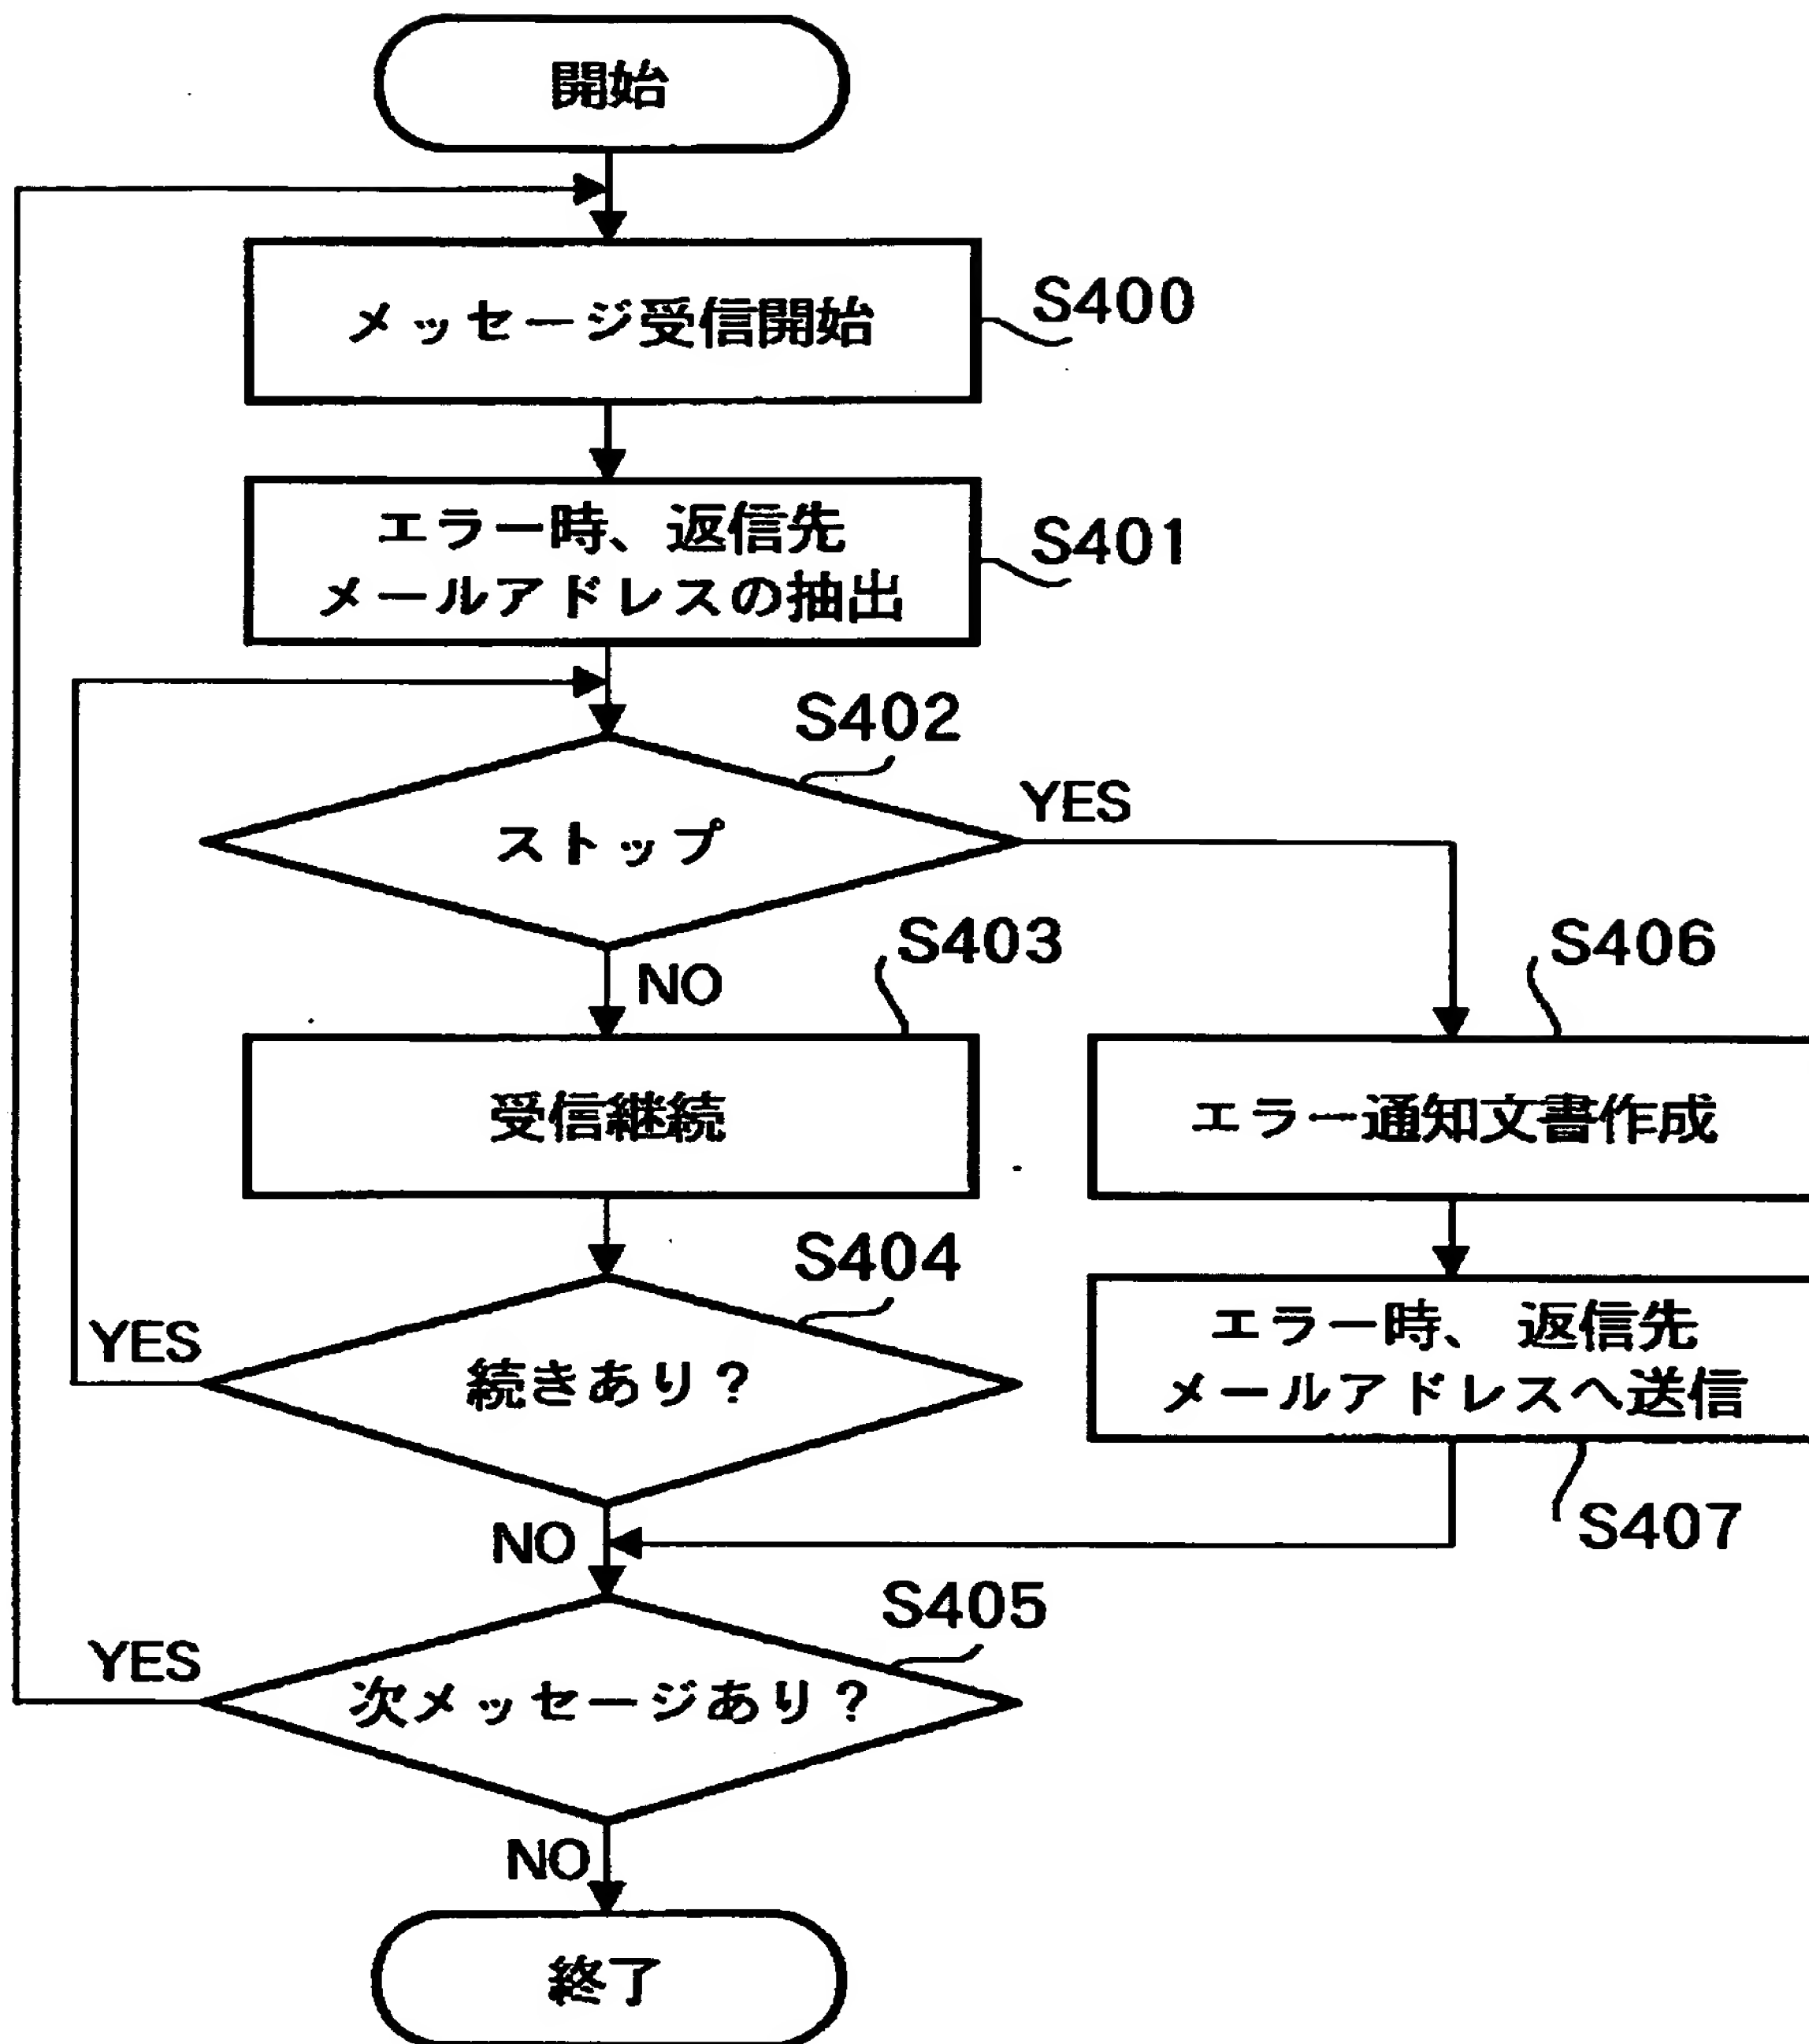 開始
メッセージ受信開始
S400
エラー時、返信先
メールアドレスの抽出
S401
S402
ストップ
YES
NO
S403
受信継続
S406
エラー通知文書作成
S404
続きあり?
YES
NO
エラー時、返信先
メールアドレスへ送信
S407
S405
次メッセージあり?
YES
NO
終了